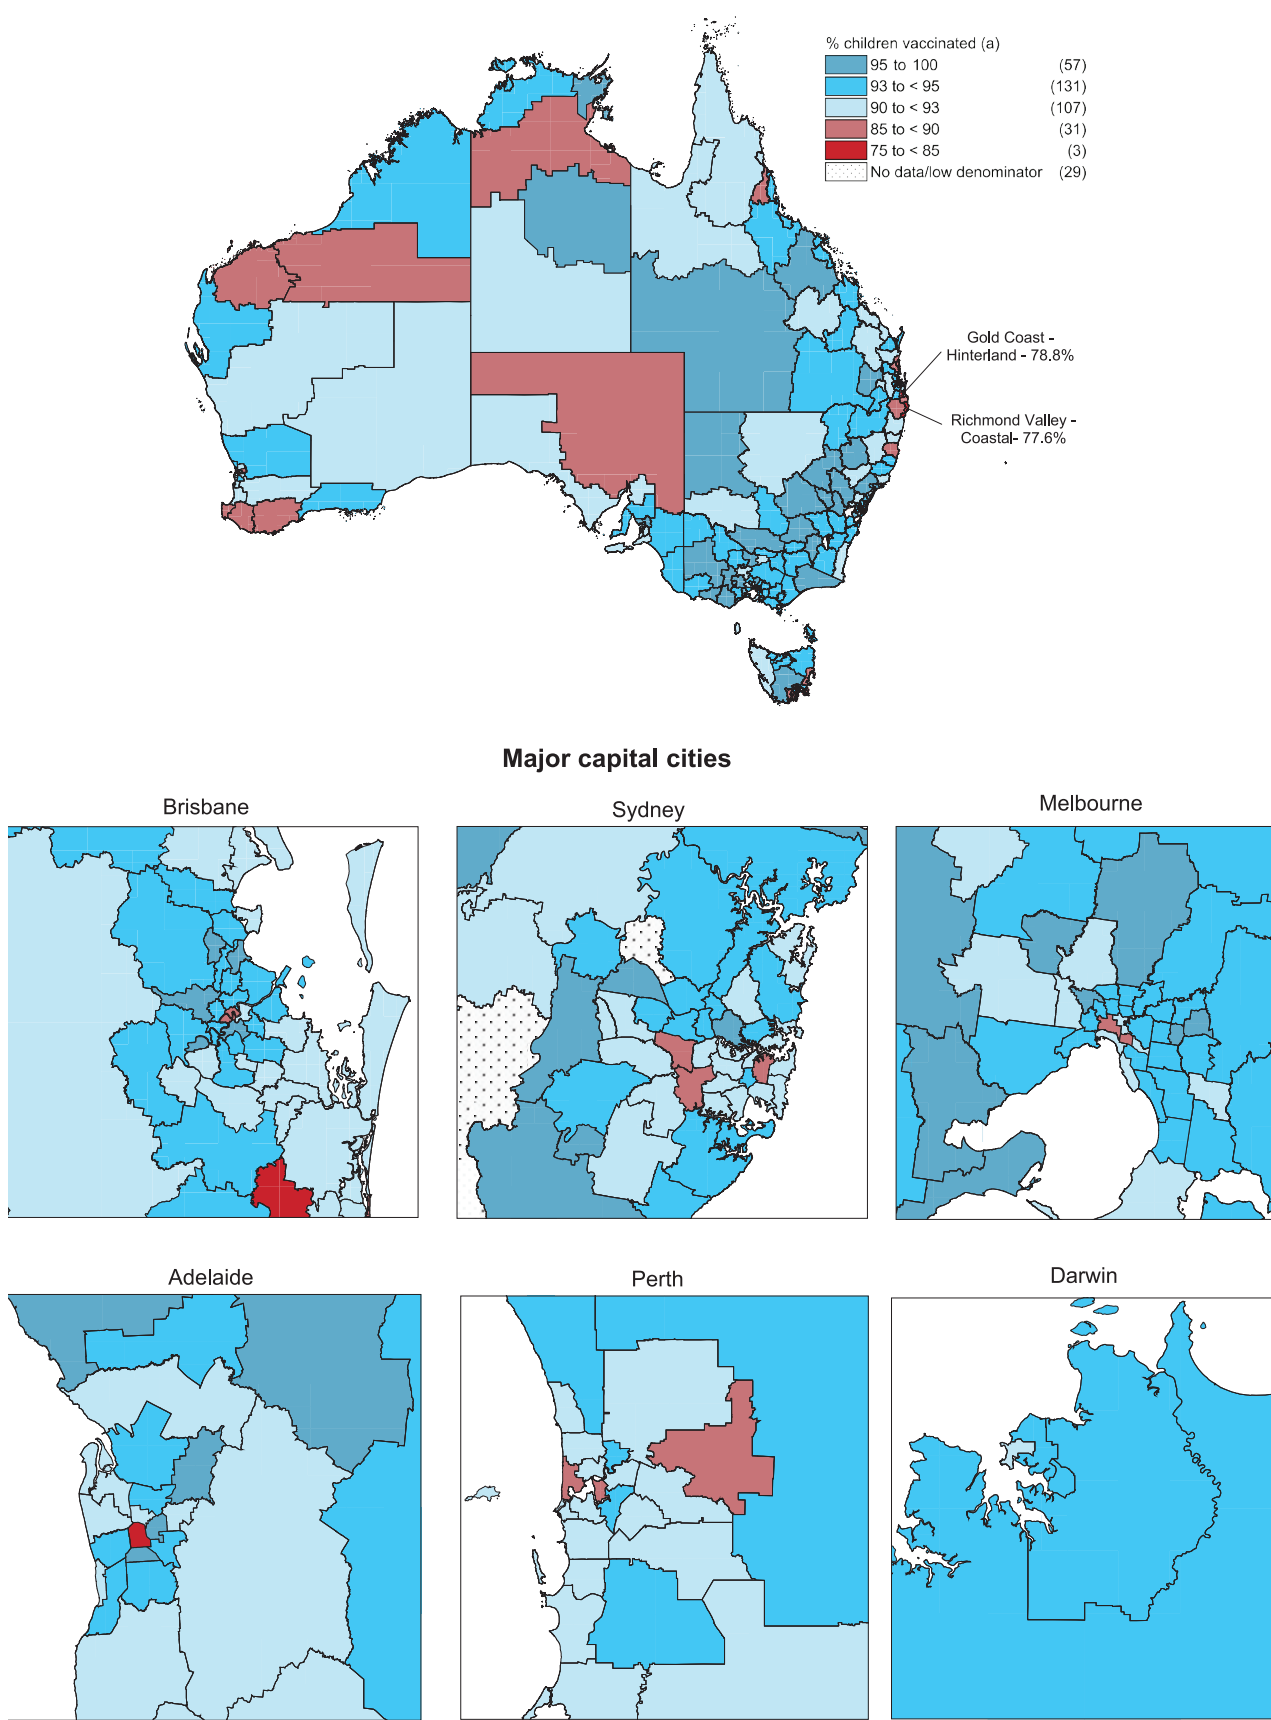 % children vaccinated (a)
95 to 100 (57)
93 to < 95 (131)
90 to < 93 (107)
85 to < 90 (31)
75 to < 85 (3)
No data/low denominator (29)
Gold Coast -
Hinterland - 78.8%
Richmond Valley -
Coastal- 77.6%
Major capital cities
Brisbane
Sydney
Melbourne
Adelaide
Perth
Darwin